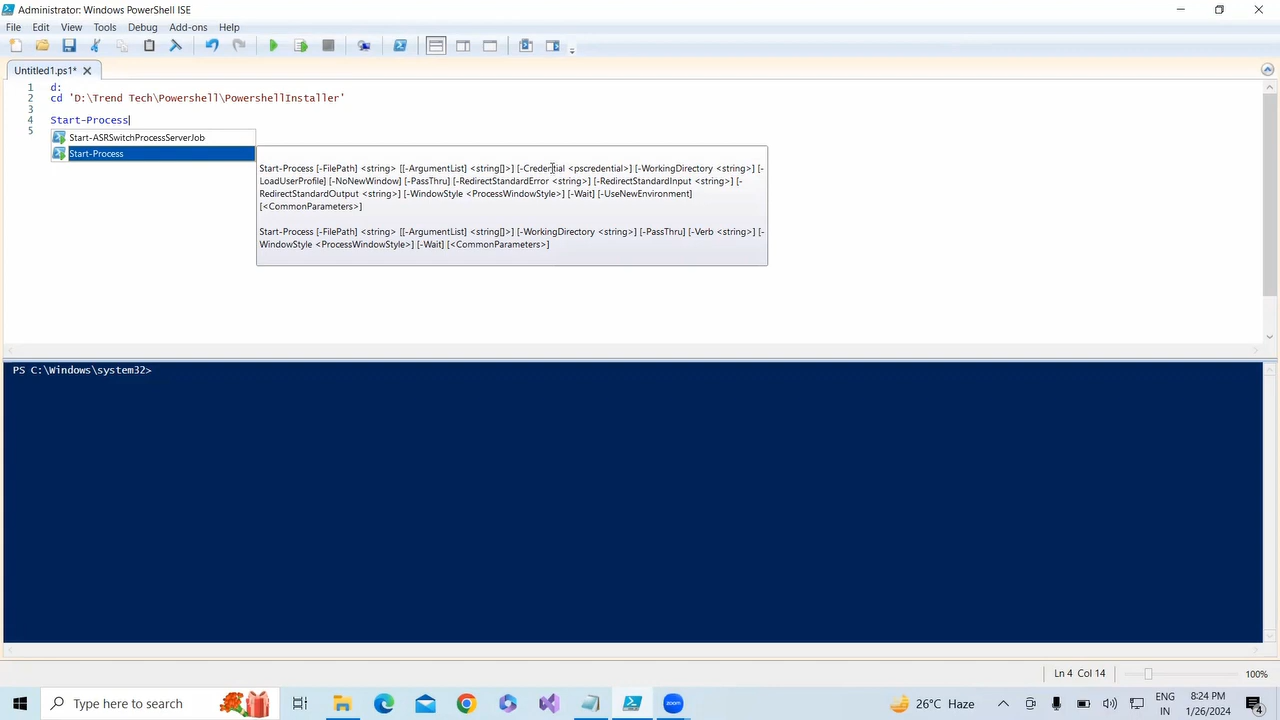 Administrator: Windows PowerShell ISE
File Edit View Tools Debug Add-ons Help
Untitled1.ps1*
1 d:
2 cd 'D:\Trend Tech\Powershell\PowershellInstaller'
3
4 Start-Process
5
Start-ASRSwitchProcessServerJob
Start-Process
Start-Process [-FilePath] <string> [[-ArgumentList] <string[]>] [-Credential <pscredential>] [-WorkingDirectory <string>] [-
LoadUserProfile] [-NoNewWindow] [-PassThru] [-RedirectStandardError <string>] [-RedirectStandardInput <string>] [-
RedirectStandardOutput <string>] [-WindowStyle <ProcessWindowStyle>] [-Wait] [-UseNewEnvironment]
[<CommonParameters>]
Start-Process [-FilePath] <string> [[-ArgumentList] <string[]>] [-WorkingDirectory <string>] [-PassThru] [-Verb <string>] [-
WindowStyle <ProcessWindowStyle>] [-Wait] [<CommonParameters>]
PS C:\Windows\system32>
Ln 4 Col 14
100%
Type here to search
zoom
26°C Haze
ENG
IN
8:24 PM
1/26/2024
4